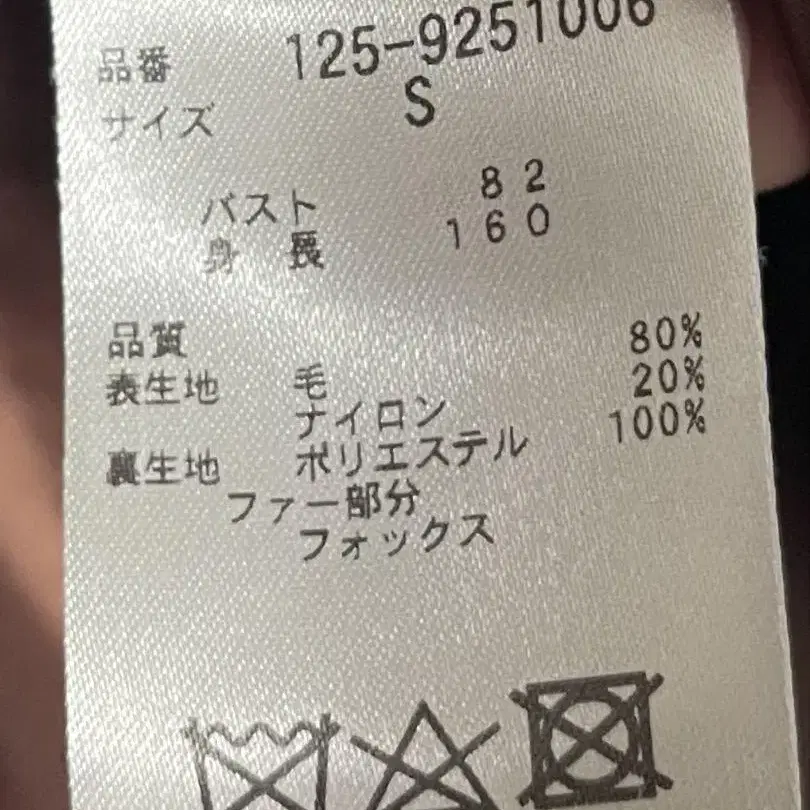 品番 125-9251006
サイズ S
バスト 82
身長 160
品質
表生地 毛 80%
ナイロン 20%
裏生地 ポリエステル 100%
ファー部分
フォックス